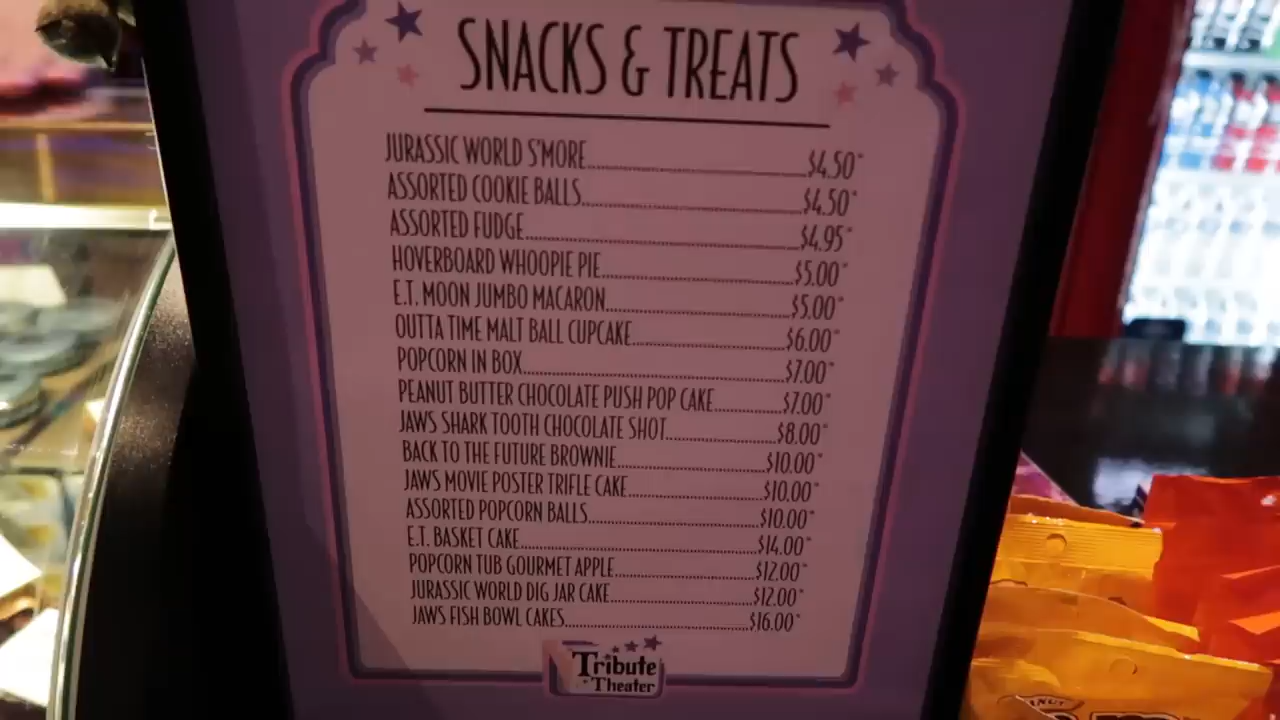 SNACKS & TREATS
JURASSIC WORLD S'MORE $4.50*
ASSORTED COOKIE BALLS $4.50*
ASSORTED FUDGE $4.95*
HOVERBOARD WHOOPIE PIE $5.00*
E.T. MOON JUMBO MACARON $5.00*
OUTTA TIME MALT BALL CUPCAKE $6.00*
POPCORN IN BOX $7.00*
PEANUT BUTTER CHOCOLATE PUSH POP CAKE $7.00*
JAWS SHARK TOOTH CHOCOLATE SHOT $8.00*
BACK TO THE FUTURE BROWNIE $10.00*
JAWS MOVIE POSTER TRIFLE CAKE $10.00*
ASSORTED POPCORN BALLS $10.00*
E.T. BASKET CAKE $14.00*
POPCORN TUB GOURMET APPLE $12.00*
JURASSIC WORLD DIG JAR CAKE $12.00*
JAWS FISH BOWL CAKES $16.00*
Tribute
Theater